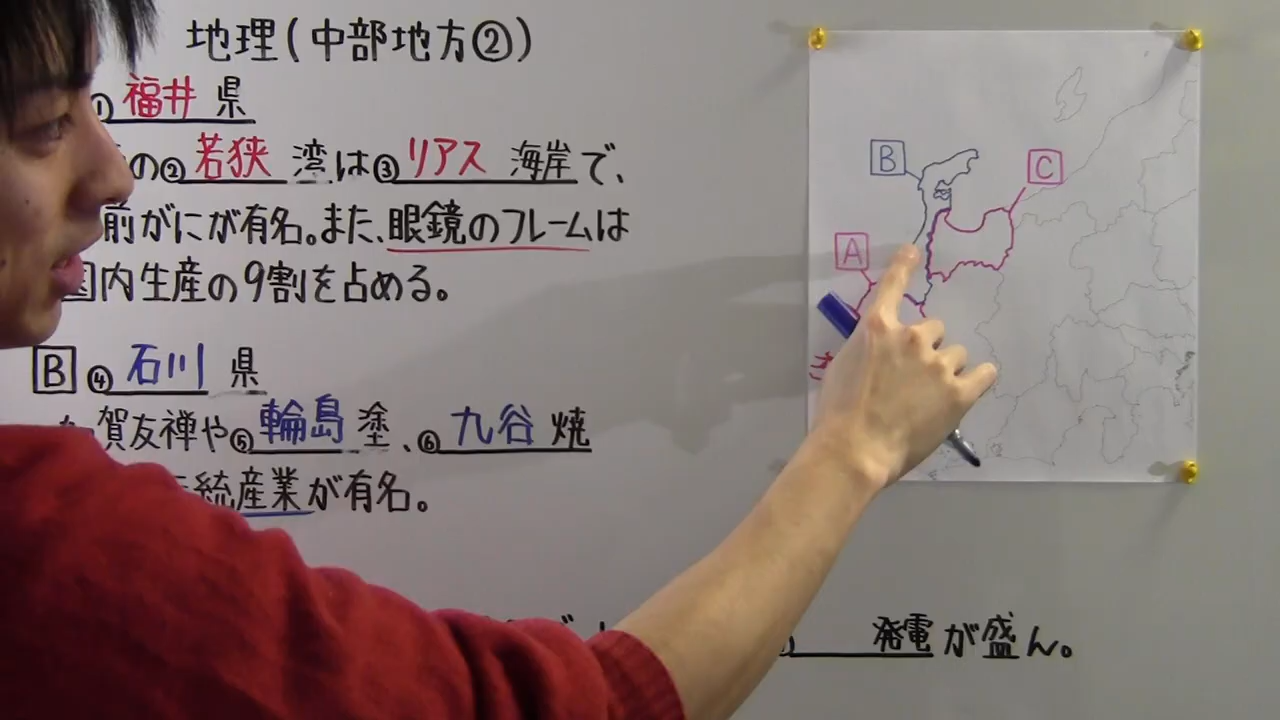 地理(中部地方②)
① 福井 県
の② 若狭 湾は③ リアス 海岸で、
前がにが有名。また、眼鏡のフレームは
国内生産の9割を占める。
B ④ 石川 県
賀友禅や⑤ 輪島 塗、⑥ 九谷 焼
統産業が有名。
発電が盛ん。
B
C
A